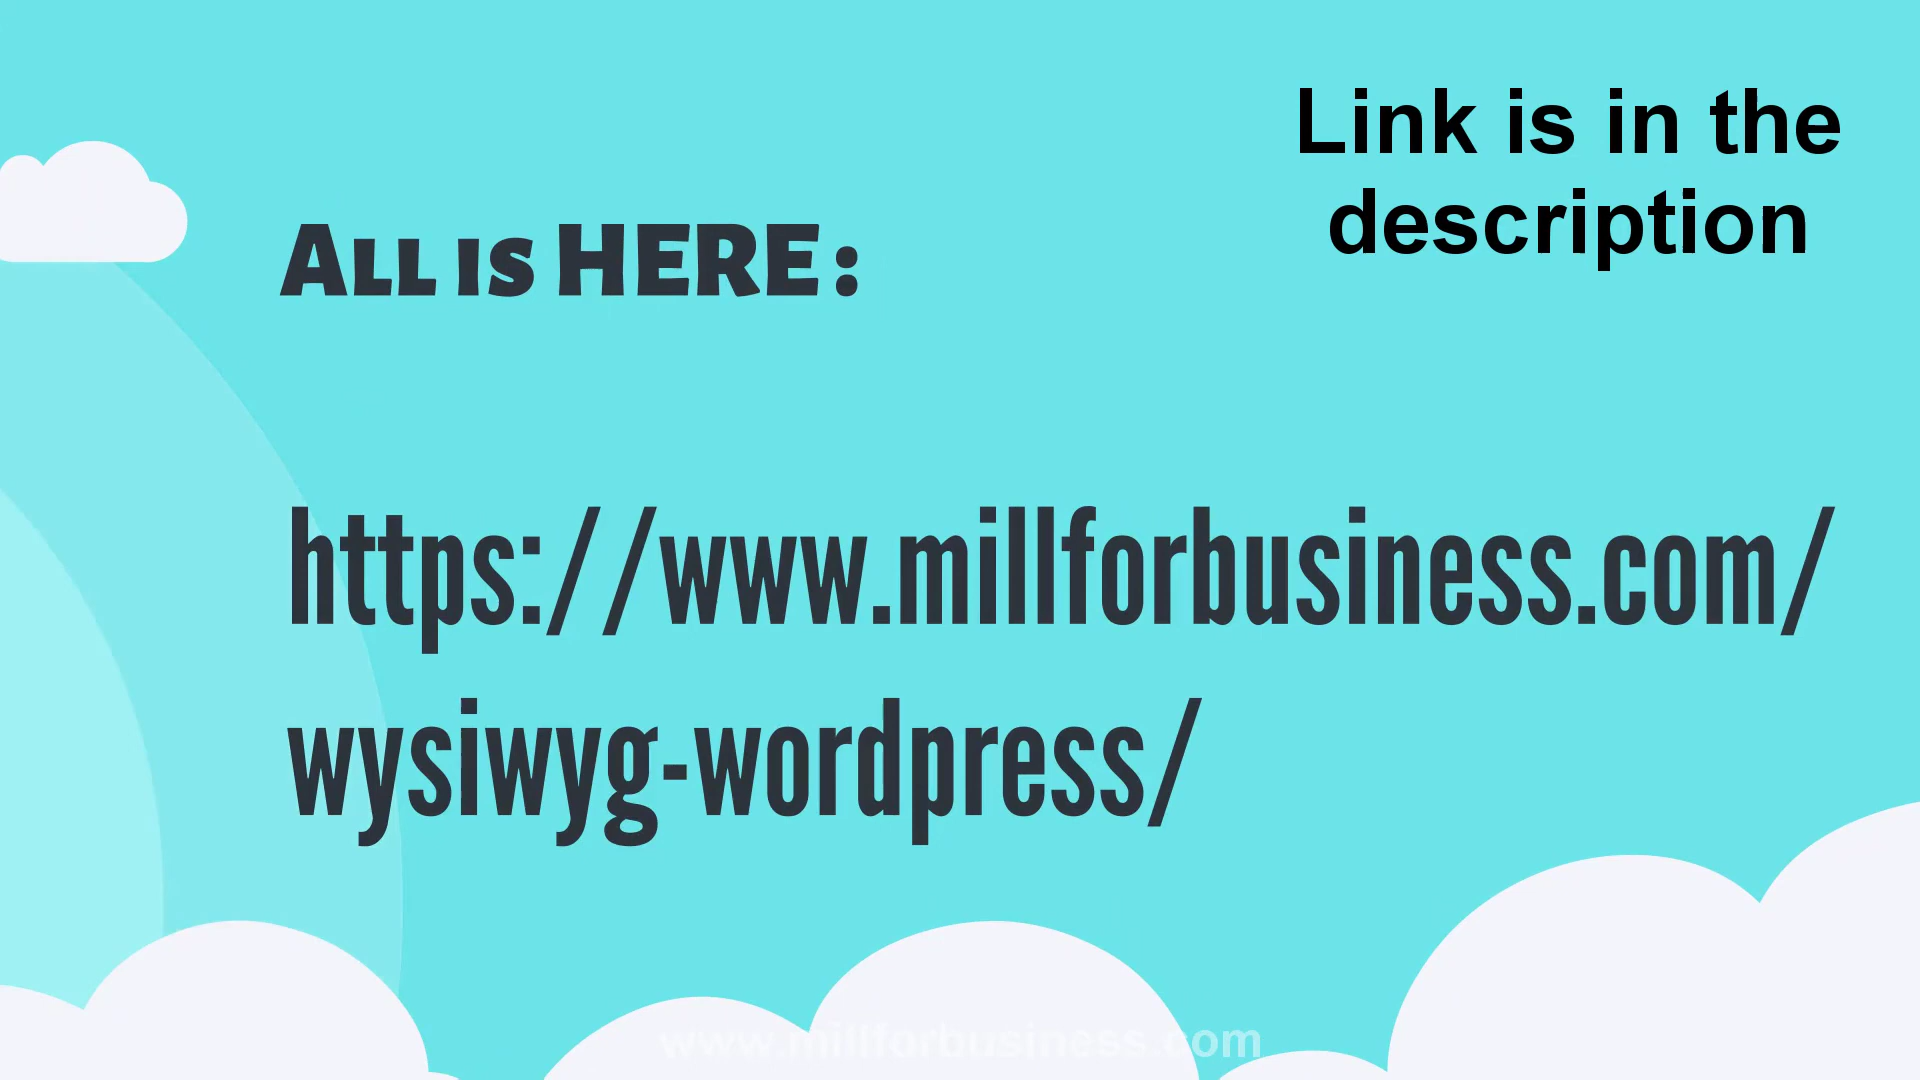 Link is in the
description
All is HERE :
https://www.millforbusiness.com/
wysiwyg-wordpress/
www.millforbusiness.com